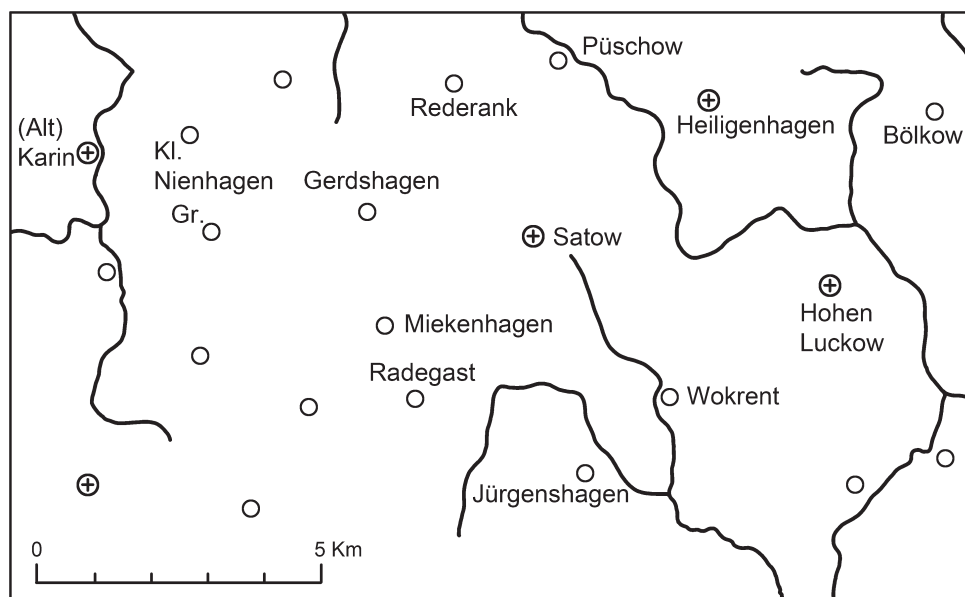 Püschow
Rederank
Heiligenhagen
Bölkow
(Alt)
Karin
Kl.
Nienhagen
Gr.
Gerdshagen
Satow
Hohen
Luckow
Miekenhagen
Radegast
Wokrent
Jürgenshagen
0
5 Km